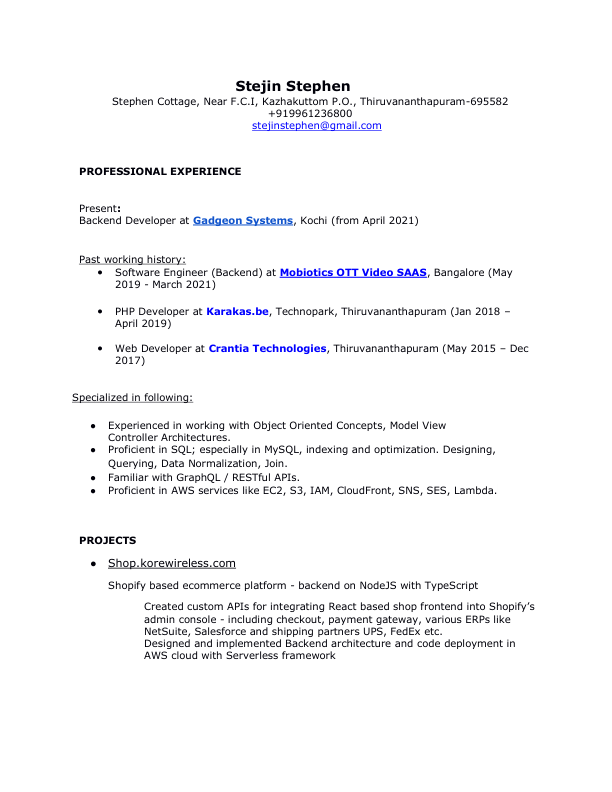 Stejin Stephen
Stephen Cottage, Near F.C.I, Kazhakuttom P.O., Thiruvananthapuram-695582
+919961236800
stejinstephen@gmail.com
PROFESSIONAL EXPERIENCE
Present:
Backend Developer at Gadgeon Systems, Kochi (from April 2021)
Past working history:
• Software Engineer (Backend) at Mobiotics OTT Video SAAS, Bangalore (May
2019 - March 2021)
• PHP Developer at Karakas.be, Technopark, Thiruvananthapuram (Jan 2018 –
April 2019)
• Web Developer at Crantia Technologies, Thiruvananthapuram (May 2015 – Dec
2017)
Specialized in following:
● Experienced in working with Object Oriented Concepts, Model View
Controller Architectures.
● Proficient in SQL; especially in MySQL, indexing and optimization. Designing,
Querying, Data Normalization, Join.
● Familiar with GraphQL / RESTful APIs.
● Proficient in AWS services like EC2, S3, IAM, CloudFront, SNS, SES, Lambda.
PROJECTS
● Shop.korewireless.com
Shopify based ecommerce platform - backend on NodeJS with TypeScript
Created custom APIs for integrating React based shop frontend into Shopify's
admin console - including checkout, payment gateway, various ERPs like
NetSuite, Salesforce and shipping partners UPS, FedEx etc.
Designed and implemented Backend architecture and code deployment in
AWS cloud with Serverless framework